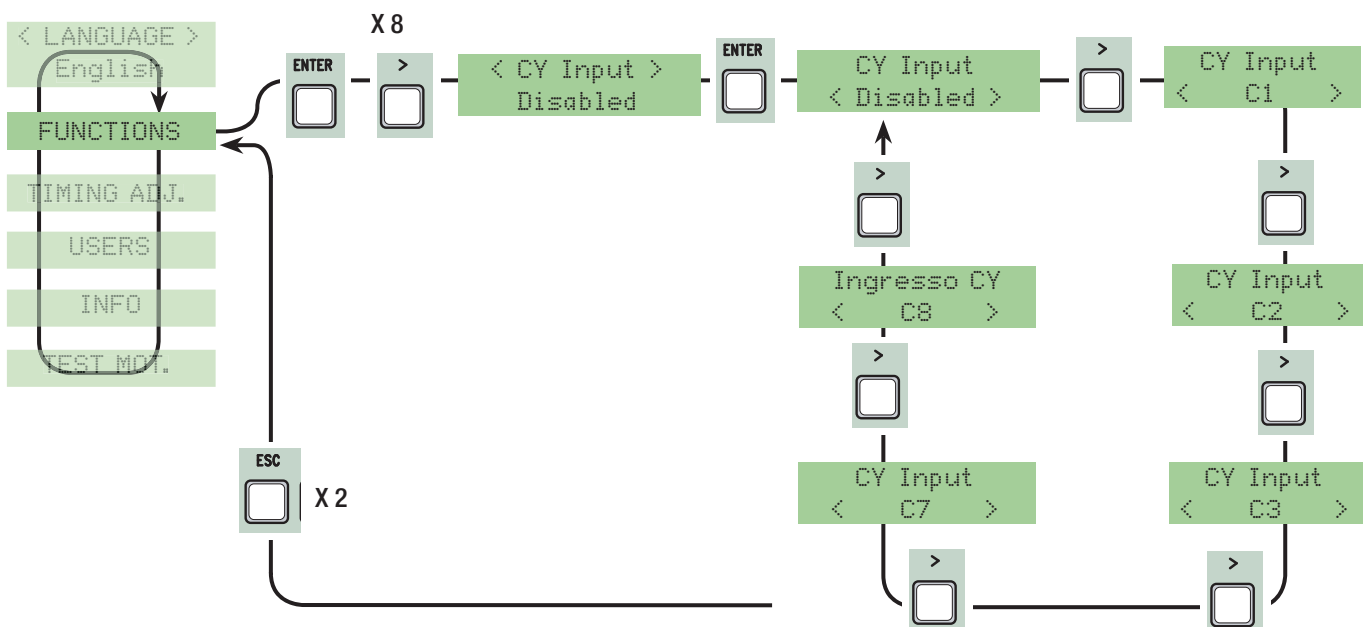 X 8
< LANGUAGE >
English
FUNCTIONS
TIMING ADJ.
USERS
INFO
TEST MOT.
ENTER
>
< CY Input >
Disabled
ENTER
CY Input
< Disabled >
>
CY Input
< C1 >
>
CY Input
< C2 >
>
CY Input
< C3 >
>
>
CY Input
< C7 >
>
Ingresso CY
< C8 >
>
ESC
X 2